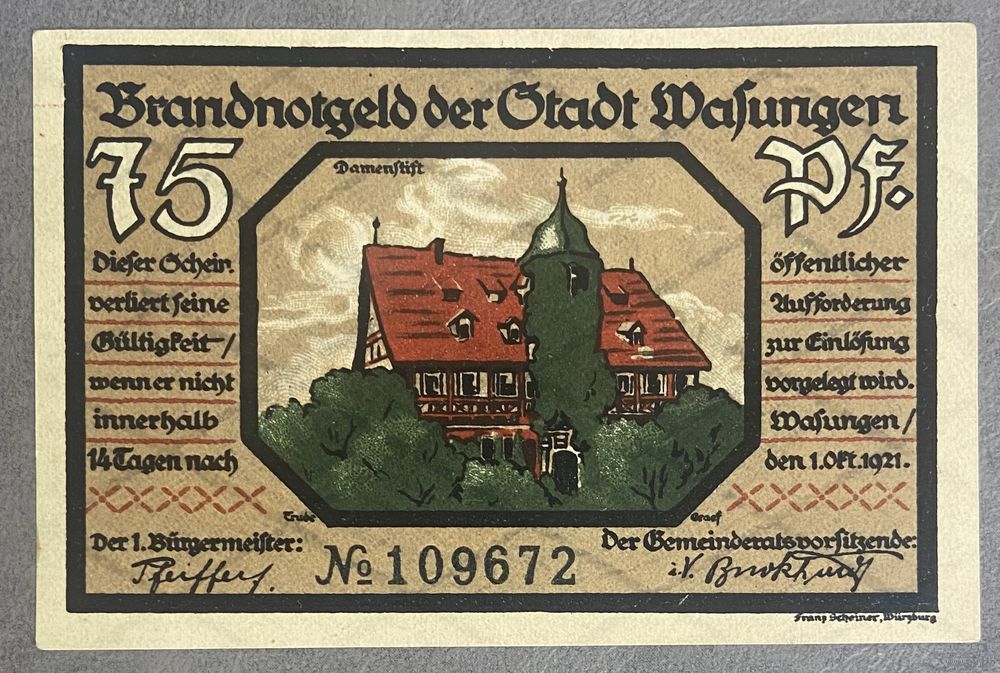 Brandnotgeld der Stadt Wasungen
75
Pf.
Damenstift
Dieser Schein
verliert seine
Gültigkeit /
wenn er nicht
innerhalb
14 Tagen nach
öffentlicher
Aufforderung
zur Einlösung
vorgelegt wird.
Wasungen /
den 1. Okt. 1921.
Trube
Graef
Der 1. Bürgermeister:
Pfeiffer
№ 109672
Der Gemeinderatsvorsitzende:
i.V. Burkhardt
Franz Scheiner, Würzburg